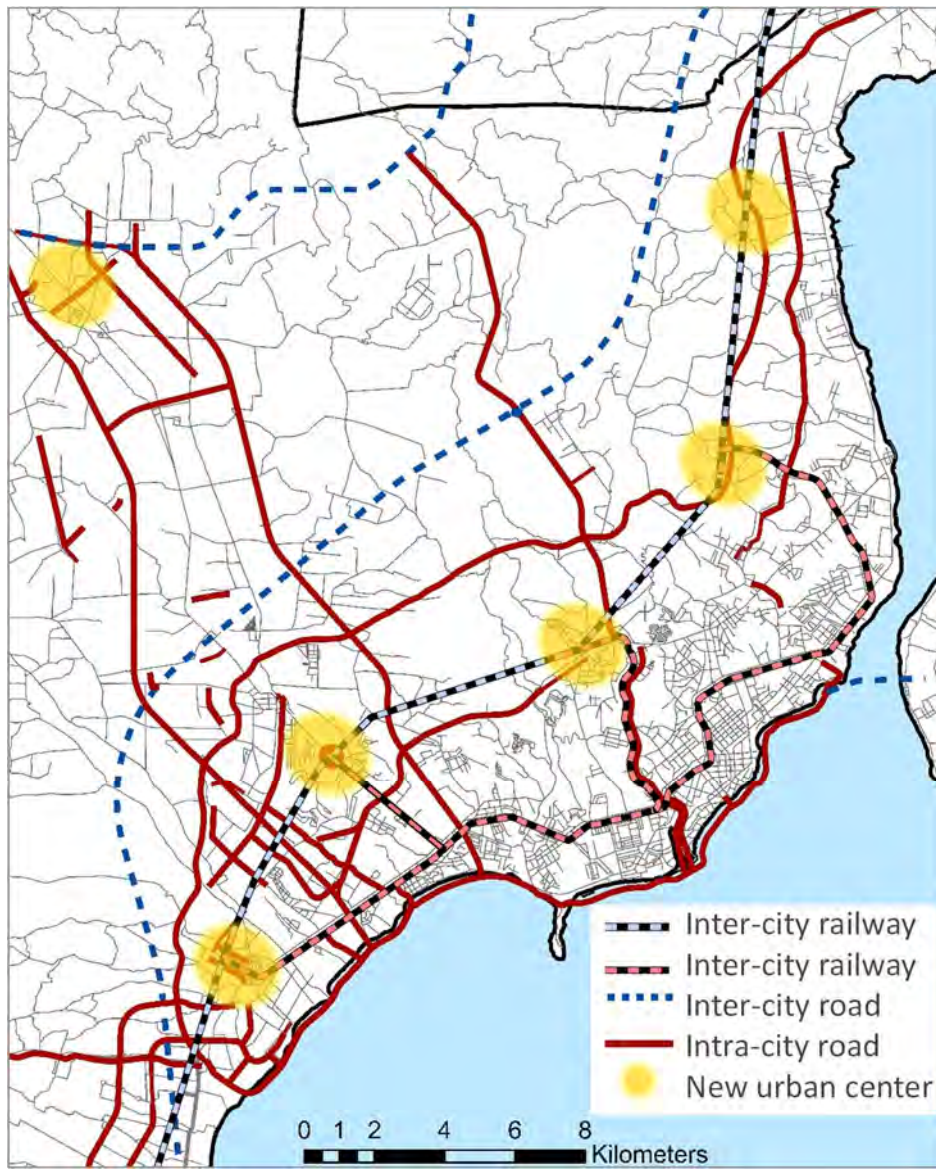 Inter-city railway
Inter-city railway
Inter-city road
Intra-city road
New urban center
0 1 2 4 6 8
Kilometers